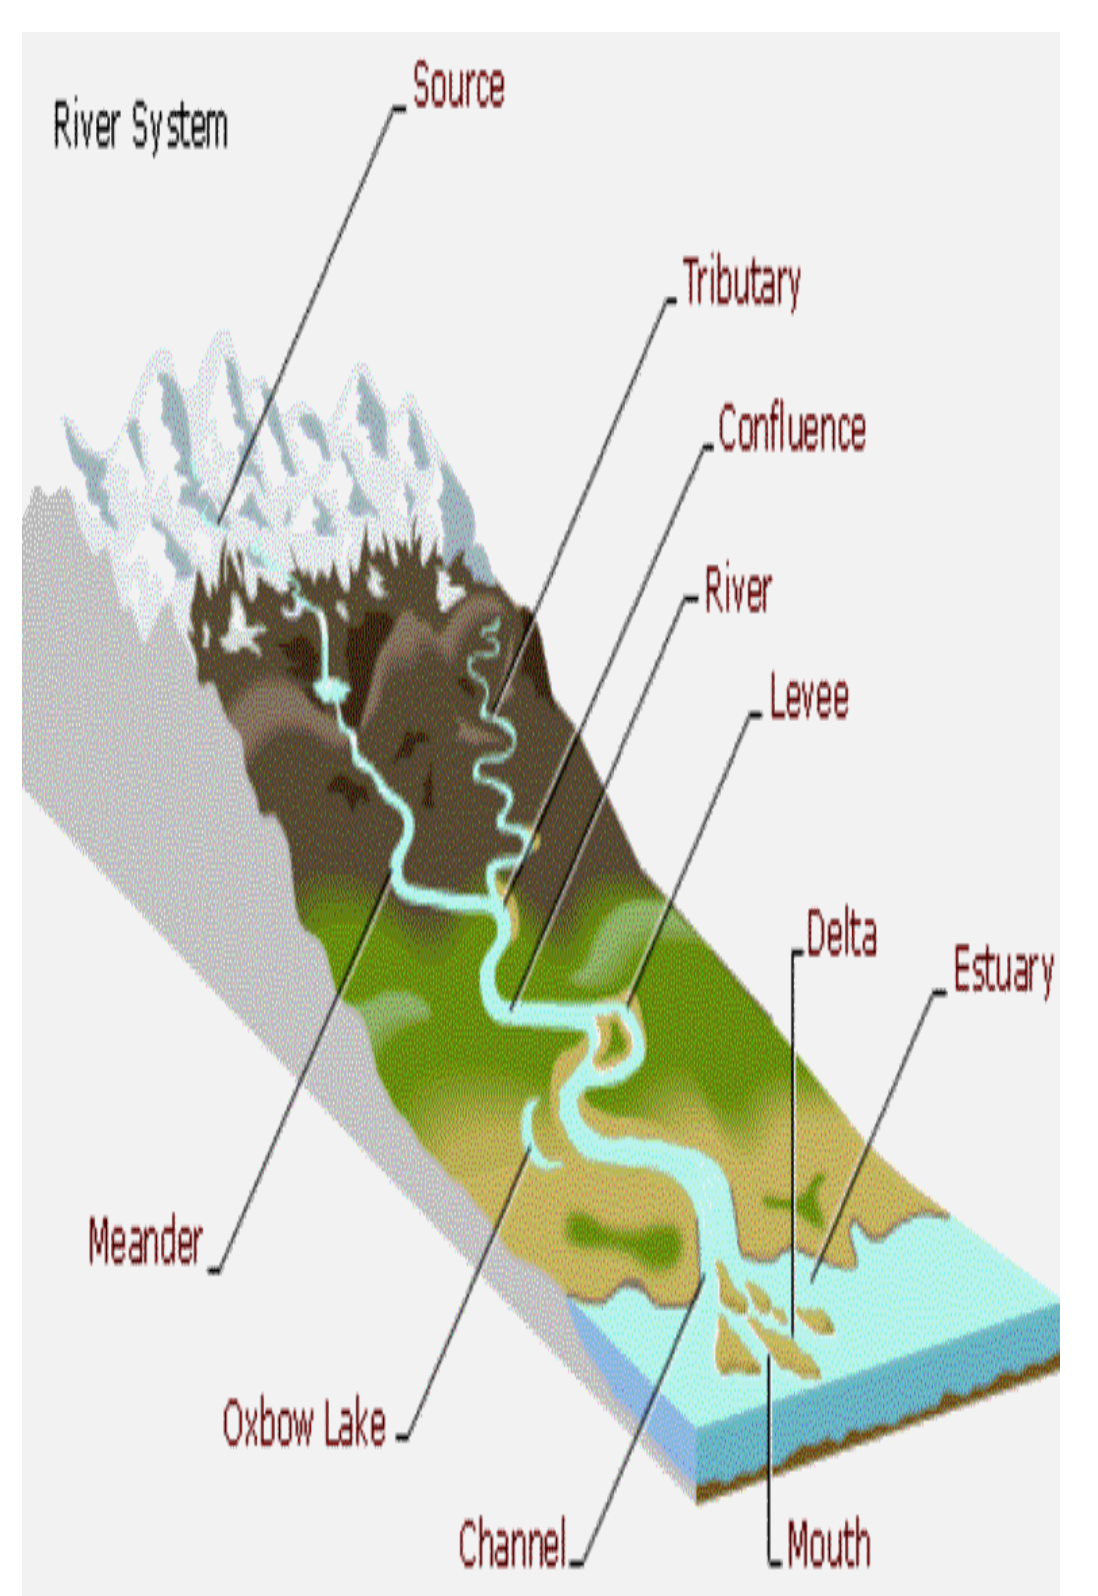 Source
River System
Tributary
Confluence
River
Levee
Delta
Estuary
Meander
Oxbow Lake
Channel
Mouth